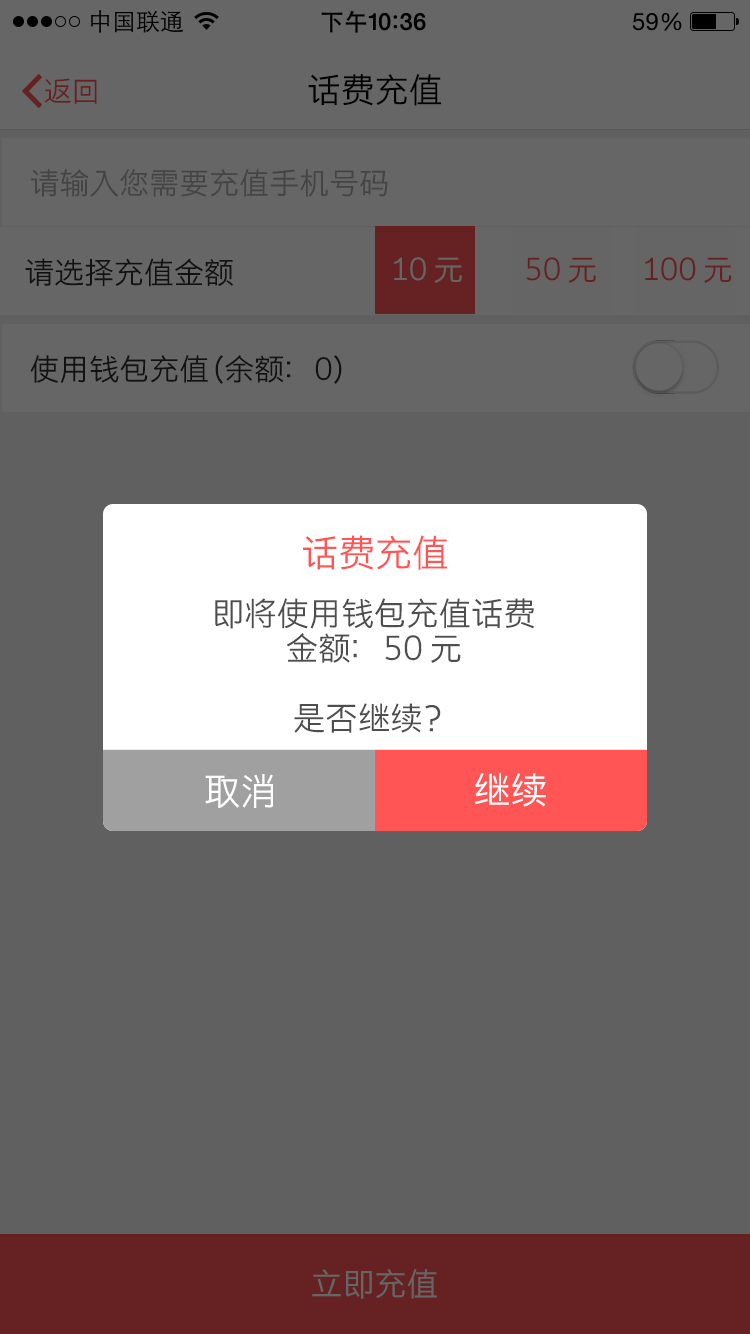 中国联通 下午10:36 59%
返回 话费充值
请输入您需要充值手机号码
请选择充值金额 10 元 50 元 100 元
使用钱包充值(余额: 0)
话费充值
即将使用钱包充值话费
金额: 50 元
是否继续?
取消 继续
立即充值